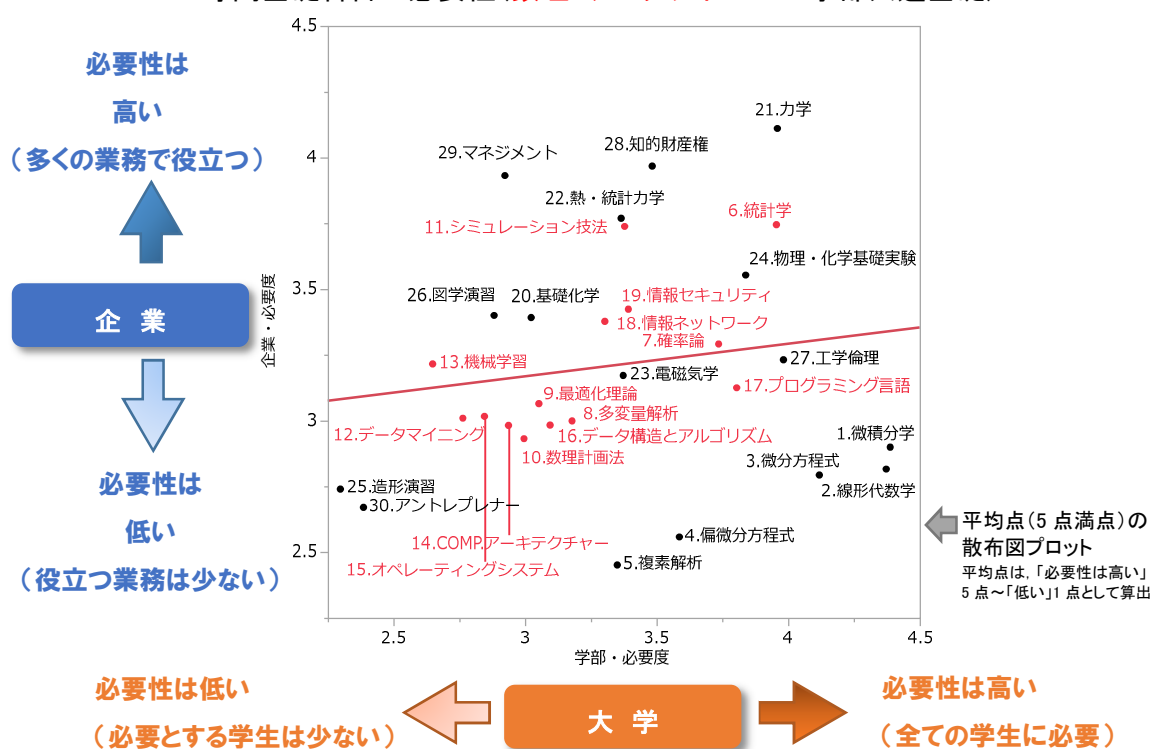 4.5
必要性は
高い
（多くの業務で役立つ）
21.力学
28.知的財産権
29.マネジメント
4
22.熱・統計力学
6.統計学
11.シミュレーション技法
24.物理・化学基礎実験
企業・必要度
3.5
26.図学演習
20.基礎化学
19.情報セキュリティ
企 業
18.情報ネットワーク
7.確率論
13.機械学習
27.工学倫理
23.電磁気学
17.プログラミング言語
9.最適化理論
3
8.多変量解析
12.データマイニング
16.データ構造とアルゴリズム
1.微積分学
10.数理計画法
3.微分方程式
必要性は
低い
（役立つ業務は少ない）
25.造形演習
2.線形代数学
30.アントレプレナー
平均点（5 点満点）の
散布図プロット
平均点は，「必要性は高い」
5 点～「低い」1 点として算出
2.5
4.偏微分方程式
14.COMP.アーキテクチャー
5.複素解析
15.オペレーティングシステム
2.5
3
3.5
4
4.5
学部・必要度
必要性は低い
（必要とする学生は少ない）
大 学
必要性は高い
（全ての学生に必要）